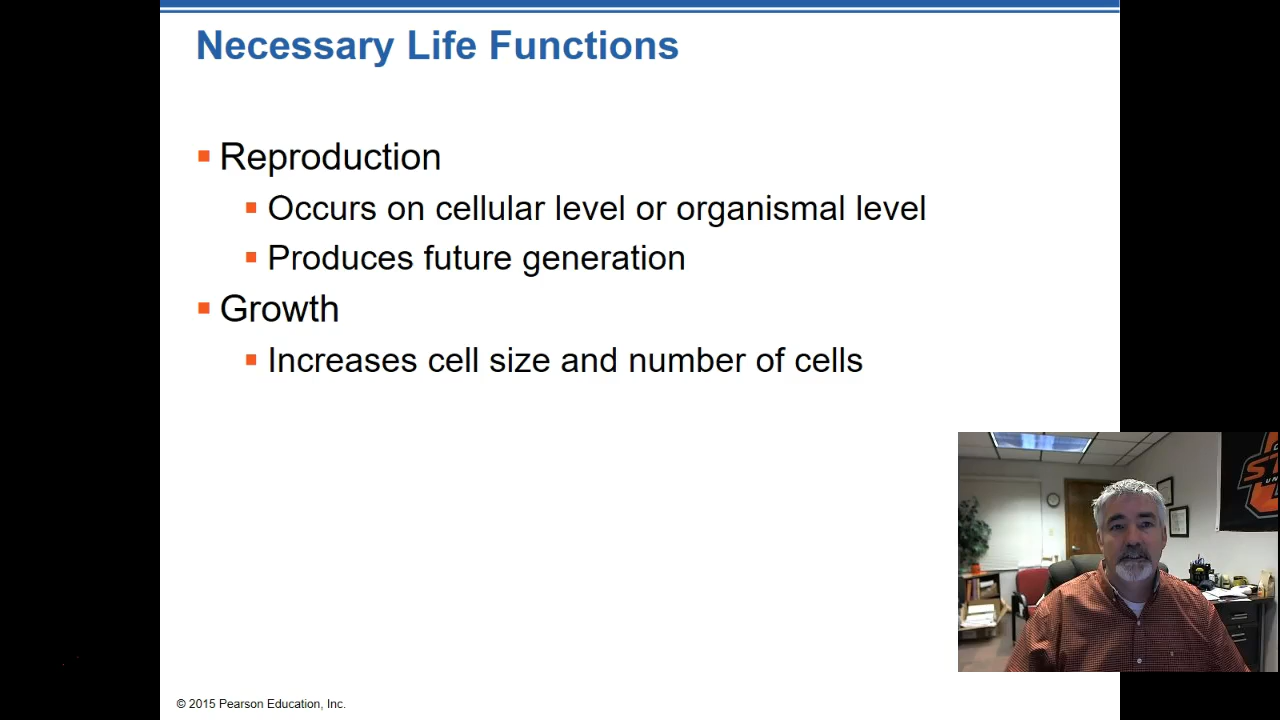 Necessary Life Functions
Reproduction
Occurs on cellular level or organismal level
Produces future generation
Growth
Increases cell size and number of cells
© 2015 Pearson Education, Inc.